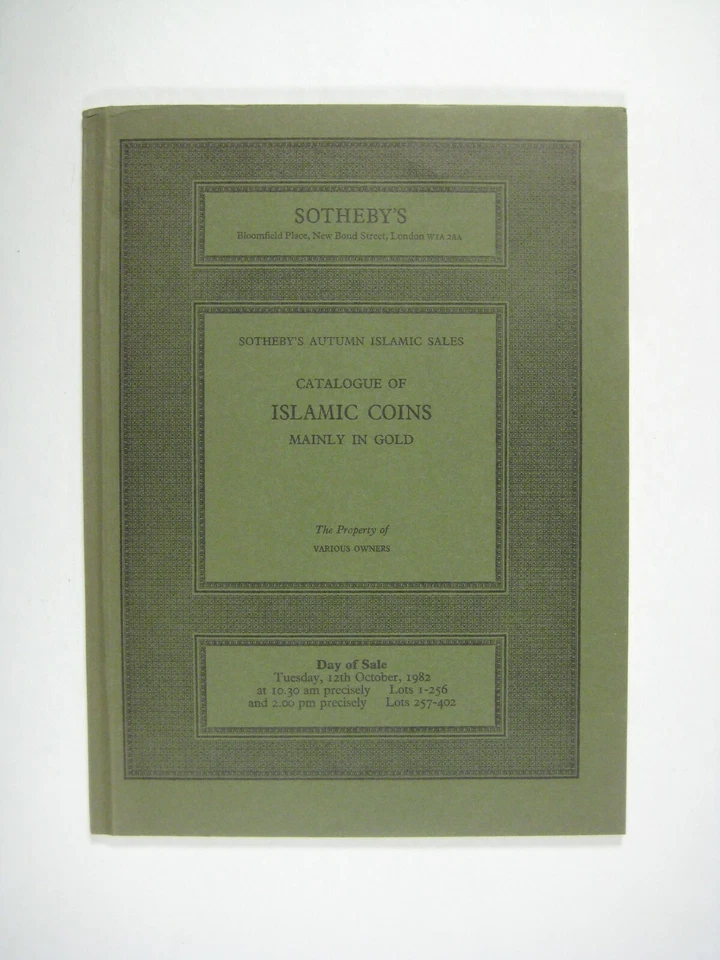 SOTHEBY'S
Bloomfield Place, New Bond Street, London W1A 2AA
SOTHEBY'S AUTUMN ISLAMIC SALES
CATALOGUE OF
ISLAMIC COINS
MAINLY IN GOLD
The Property of
VARIOUS OWNERS
Day of Sale
Tuesday, 12th October, 1982
at 10.30 am precisely Lots 1-256
and 2.00 pm precisely Lots 257-402